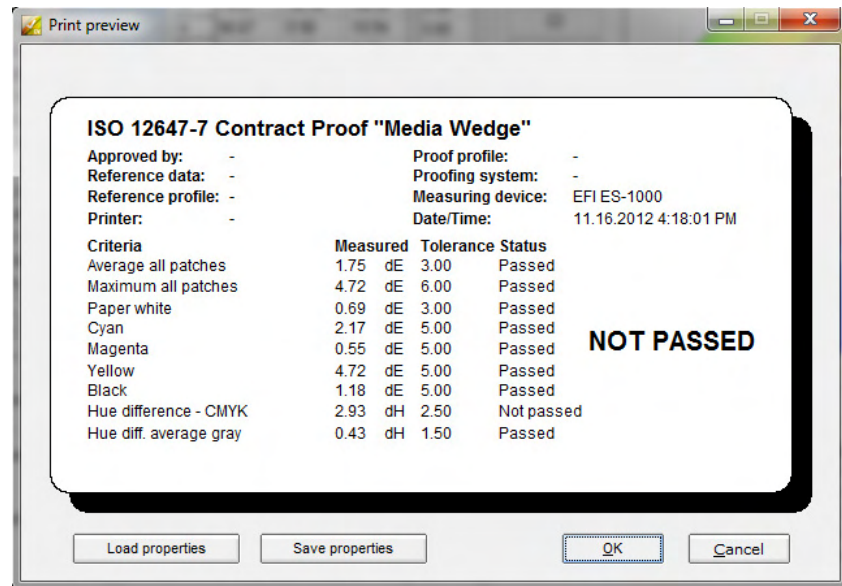 Print preview
ISO 12647-7 Contract Proof "Media Wedge"
Approved by: - Proof profile: -
Reference data: - Proofing system: -
Reference profile: - Measuring device: EFI ES-1000
Printer: - Date/Time: 11.16.2012 4:18:01 PM
Criteria Measured Tolerance Status
Average all patches 1.75 dE 3.00 Passed
Maximum all patches 4.72 dE 6.00 Passed
Paper white 0.69 dE 3.00 Passed
Cyan 2.17 dE 5.00 Passed
Magenta 0.55 dE 5.00 Passed
Yellow 4.72 dE 5.00 Passed
Black 1.18 dE 5.00 Passed
Hue difference - CMYK 2.93 dH 2.50 Not passed
Hue diff. average gray 0.43 dH 1.50 Passed
NOT PASSED
Load properties Save properties OK Cancel